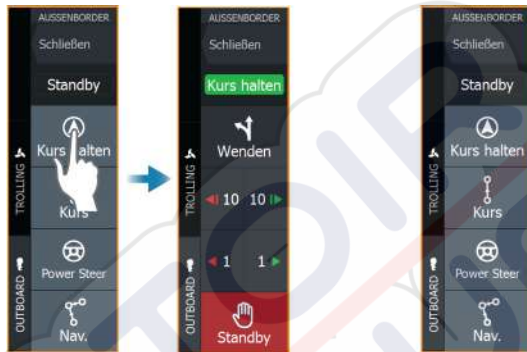 AUSSENBORDER
Schließen
Standby
Kurs halten
Kurs
Power Steer
Nav.
TROLLING
OUTBOARD
AUSSENBORDER
Schließen
Kurs halten
Wenden
10 10
1 1
Standby
TROLLING
OUTBOARD
AUSSENBORDER
Schließen
Standby
Kurs halten
Kurs
Power Steer
Nav.
TROLLING
OUTBOARD